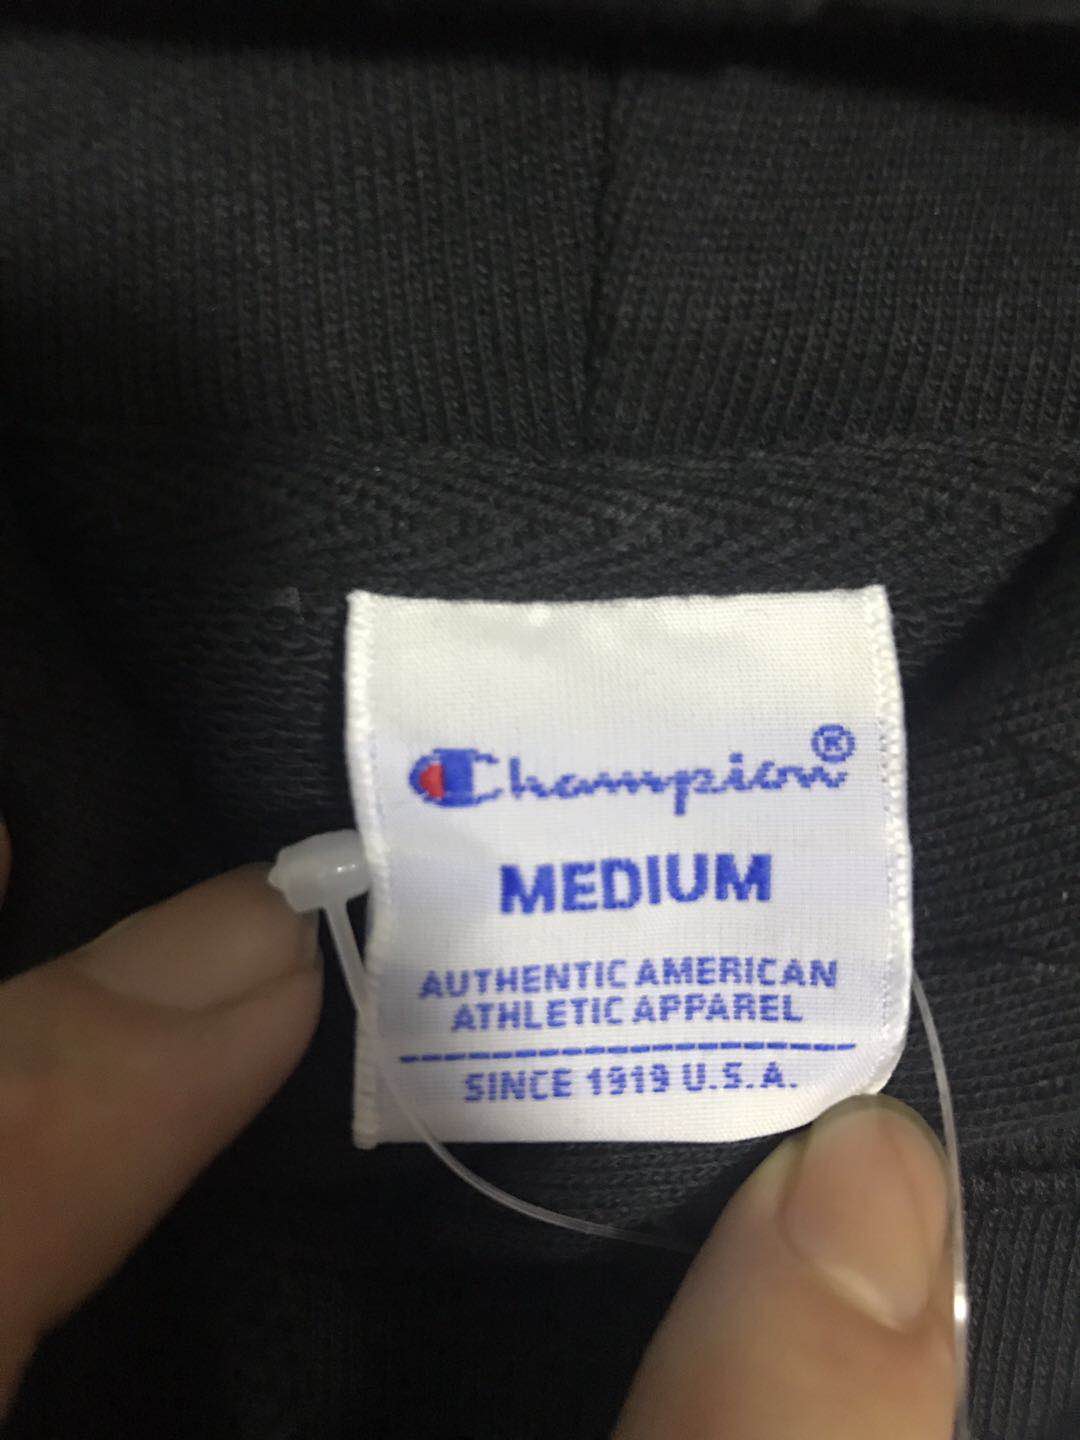 Champion®
MEDIUM
AUTHENTIC AMERICAN
ATHLETIC APPAREL
SINCE 1919 U.S.A.